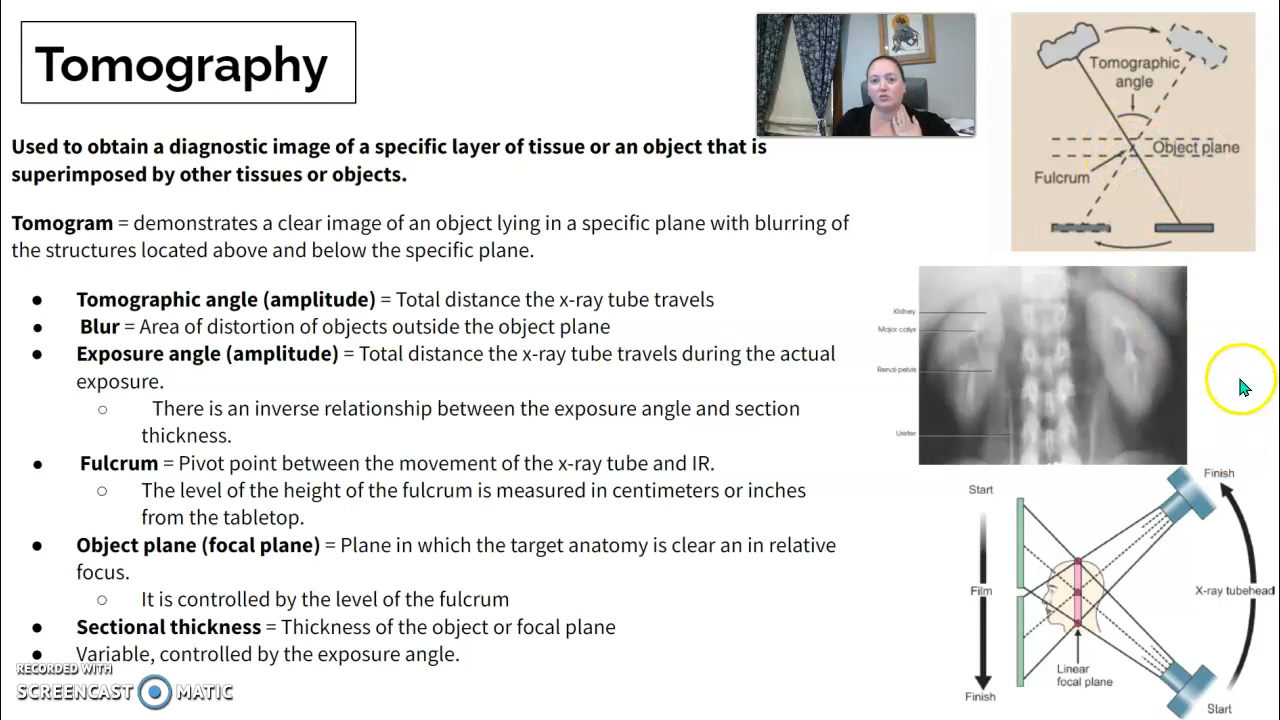 Tomography
Used to obtain a diagnostic image of a specific layer of tissue or an object that is
superimposed by other tissues or objects.
Tomogram = demonstrates a clear image of an object lying in a specific plane with blurring of
the structures located above and below the specific plane.
● Tomographic angle (amplitude) = Total distance the x-ray tube travels
● Blur = Area of distortion of objects outside the object plane
● Exposure angle (amplitude) = Total distance the x-ray tube travels during the actual
exposure.
○ There is an inverse relationship between the exposure angle and section
thickness.
● Fulcrum = Pivot point between the movement of the x-ray tube and IR.
○ The level of the height of the fulcrum is measured in centimeters or inches
from the tabletop.
● Object plane (focal plane) = Plane in which the target anatomy is clear an in relative
focus.
○ It is controlled by the level of the fulcrum
● Sectional thickness = Thickness of the object or focal plane
● Variable, controlled by the exposure angle.
RECORDED WITH
SCREENCAST MATIC
Tomographic
angle
Object plane
Fulcrum
Kidney
Major calyx
Renal pelvis
Ureter
Start
Finish
Film
X-ray tubehead
Linear
focal plane
Finish
Start